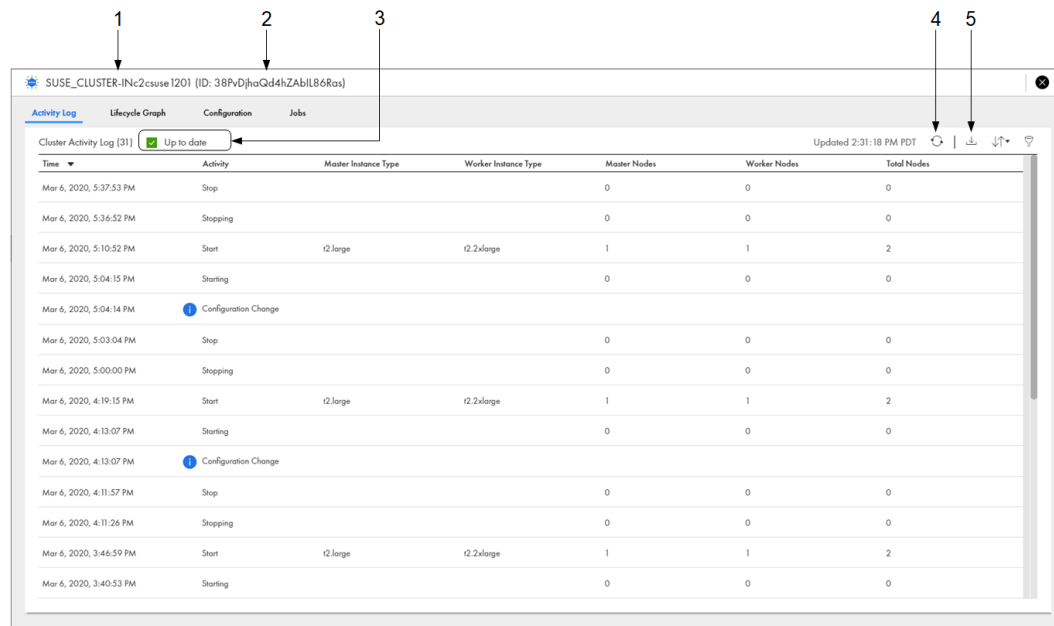 1 2 3 4 5
SUSE_CLUSTER-INc2csuse1201 (ID: 38PvDjhaQd4hZAbIL86Ras)
Activity Log Lifecycle Graph Configuration Jobs
Cluster Activity Log (31) Up to date Updated 2:31:18 PM PDT
Time Activity Master Instance Type Worker Instance Type Master Nodes Worker Nodes Total Nodes
Mar 6, 2020, 5:37:53 PM Stop 0 0 0
Mar 6, 2020, 5:36:52 PM Stopping 0 0 0
Mar 6, 2020, 5:10:52 PM Start t2.large t2.2xlarge 1 1 2
Mar 6, 2020, 5:04:15 PM Starting 0 0 0
Mar 6, 2020, 5:04:14 PM i Configuration Change
Mar 6, 2020, 5:03:04 PM Stop 0 0 0
Mar 6, 2020, 5:00:00 PM Stopping 0 0 0
Mar 6, 2020, 4:19:15 PM Start t2.large t2.2xlarge 1 1 2
Mar 6, 2020, 4:13:07 PM Starting 0 0 0
Mar 6, 2020, 4:13:07 PM i Configuration Change
Mar 6, 2020, 4:11:57 PM Stop 0 0 0
Mar 6, 2020, 4:11:26 PM Stopping 0 0 0
Mar 6, 2020, 3:46:59 PM Start t2.large t2.2xlarge 1 1 2
Mar 6, 2020, 3:40:53 PM Starting 0 0 0